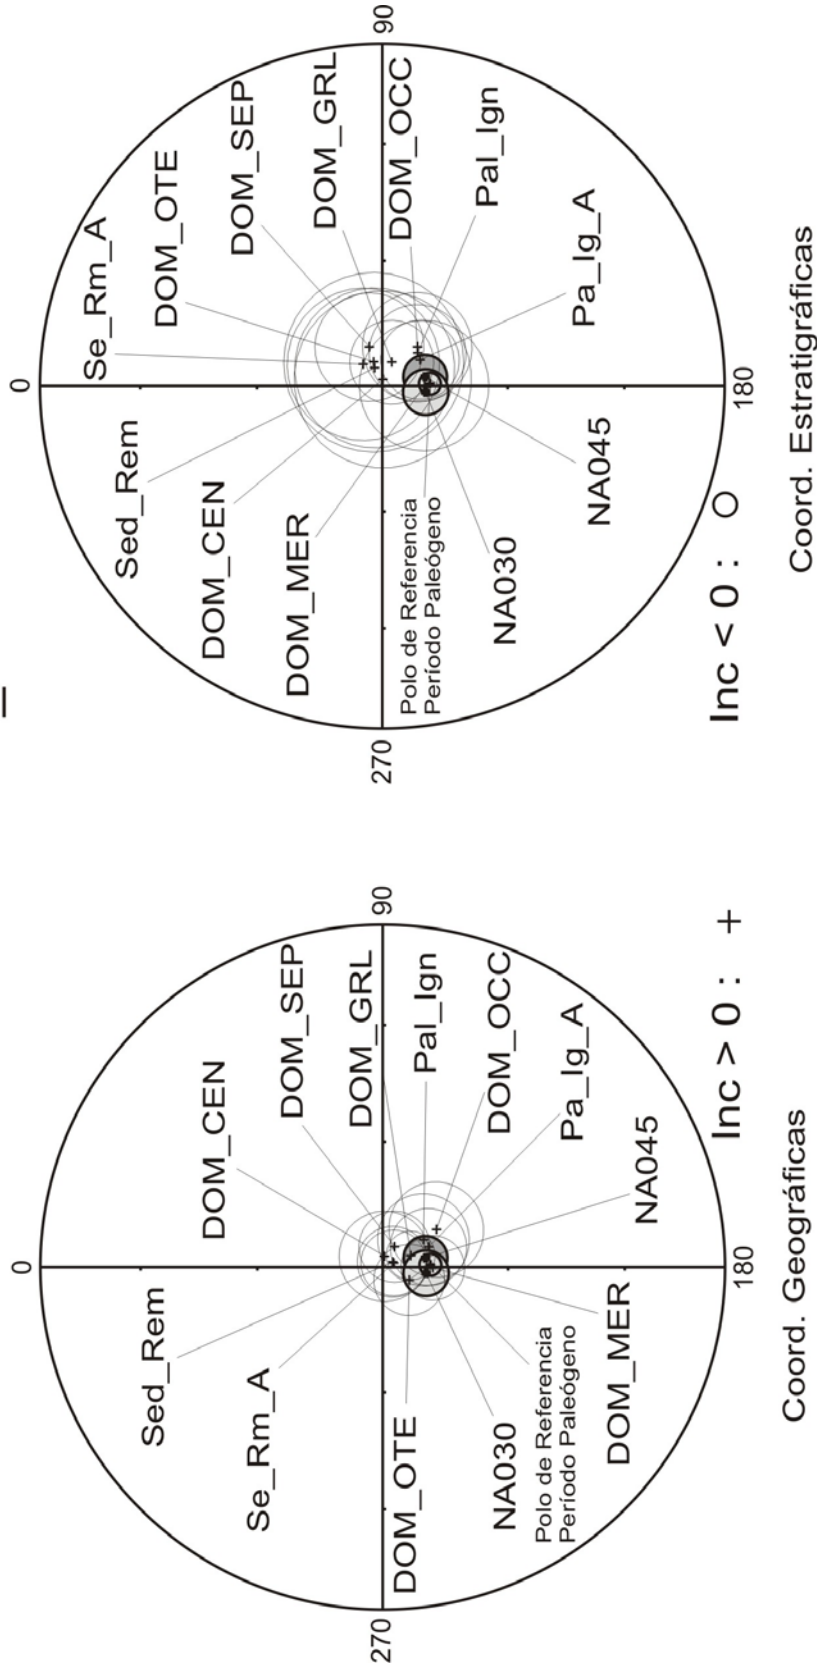 0
90
180
270
Se_Rm_A
DOM_OTE
DOM_SEP
DOM_GRL
DOM_OCC
Pal_Ign
Pa_Ig_A
Sed_Rem
DOM_CEN
DOM_MER
Polo de Referencia
Período Paleógeno
NA030
NA045
Inc < 0 : O
Coord. Estratigráficas
0
90
180
270
DOM_CEN
DOM_SEP
DOM_GRL
Pal_Ign
DOM_OCC
Pa_Ig_A
NA045
Sed_Rem
Se_Rm_A
DOM_OTE
NA030
Polo de Referencia
Período Paleógeno
DOM_MER
Inc > 0 : +
Coord. Geográficas